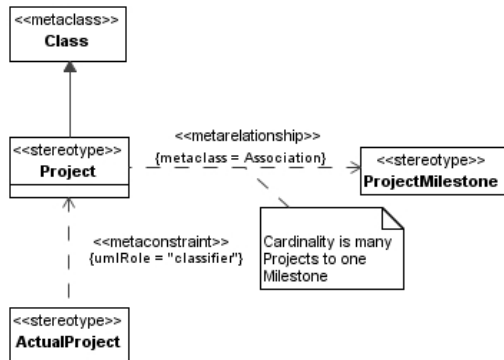 <<metaclass>>
Class
<<stereotype>>
Project
<<metarelationship>>
{metaclass = Association}
<<stereotype>>
ProjectMilestone
Cardinality is many
Projects to one
Milestone
<<metaconstraint>>
{umlRole = "classifier"}
<<stereotype>>
ActualProject